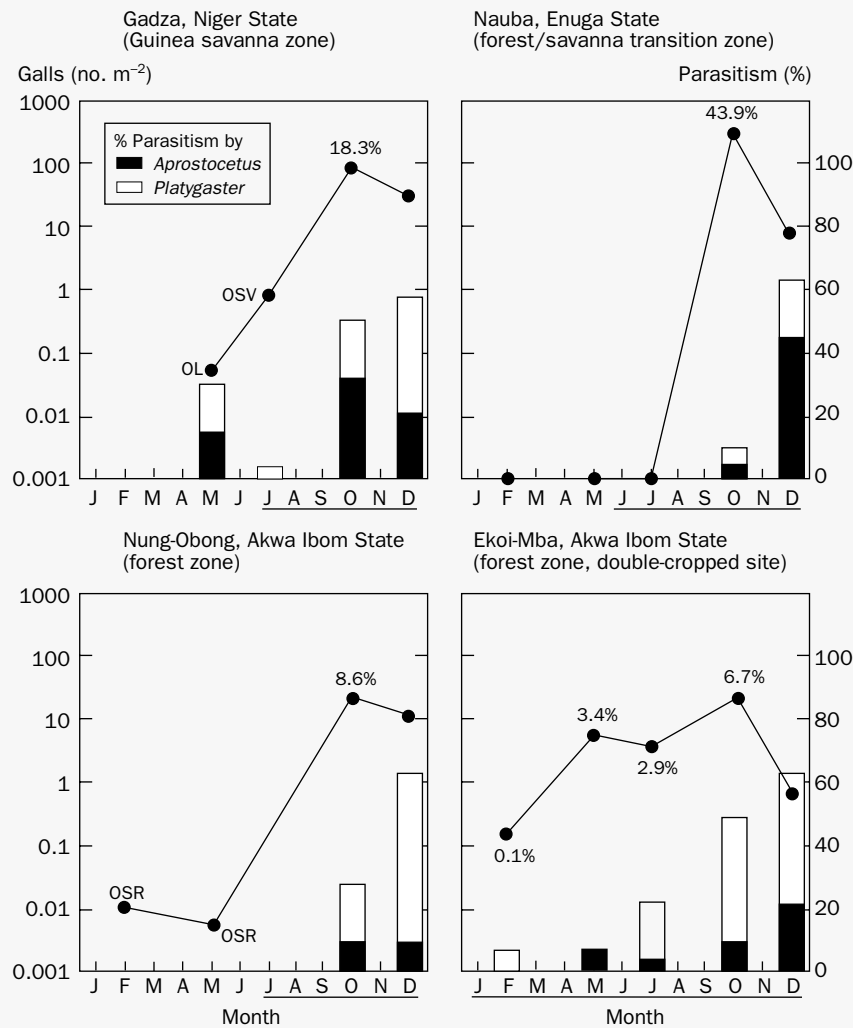 Gadza, Niger State
(Guinea savanna zone)
Galls (no. m⁻²)
1000
100
10
1
0.1
0.01
0.001
% Parasitism by
Aprostocetus
Platygaster
18.3%
OSV
OL
J F M A M J J A S O N D
Nauba, Enuga State
(forest/savanna transition zone)
Parasitism (%)
43.9%
100
80
60
40
20
0
J F M A M J J A S O N D
Nung-Obong, Akwa Ibom State
(forest zone)
1000
100
10
1
0.1
0.01
0.001
8.6%
OSR
OSR
J F M A M J J A S O N D
Month
Ekoi-Mba, Akwa Ibom State
(forest zone, double-cropped site)
6.7%
3.4%
2.9%
0.1%
100
80
60
40
20
0
J F M A M J J A S O N D
Month